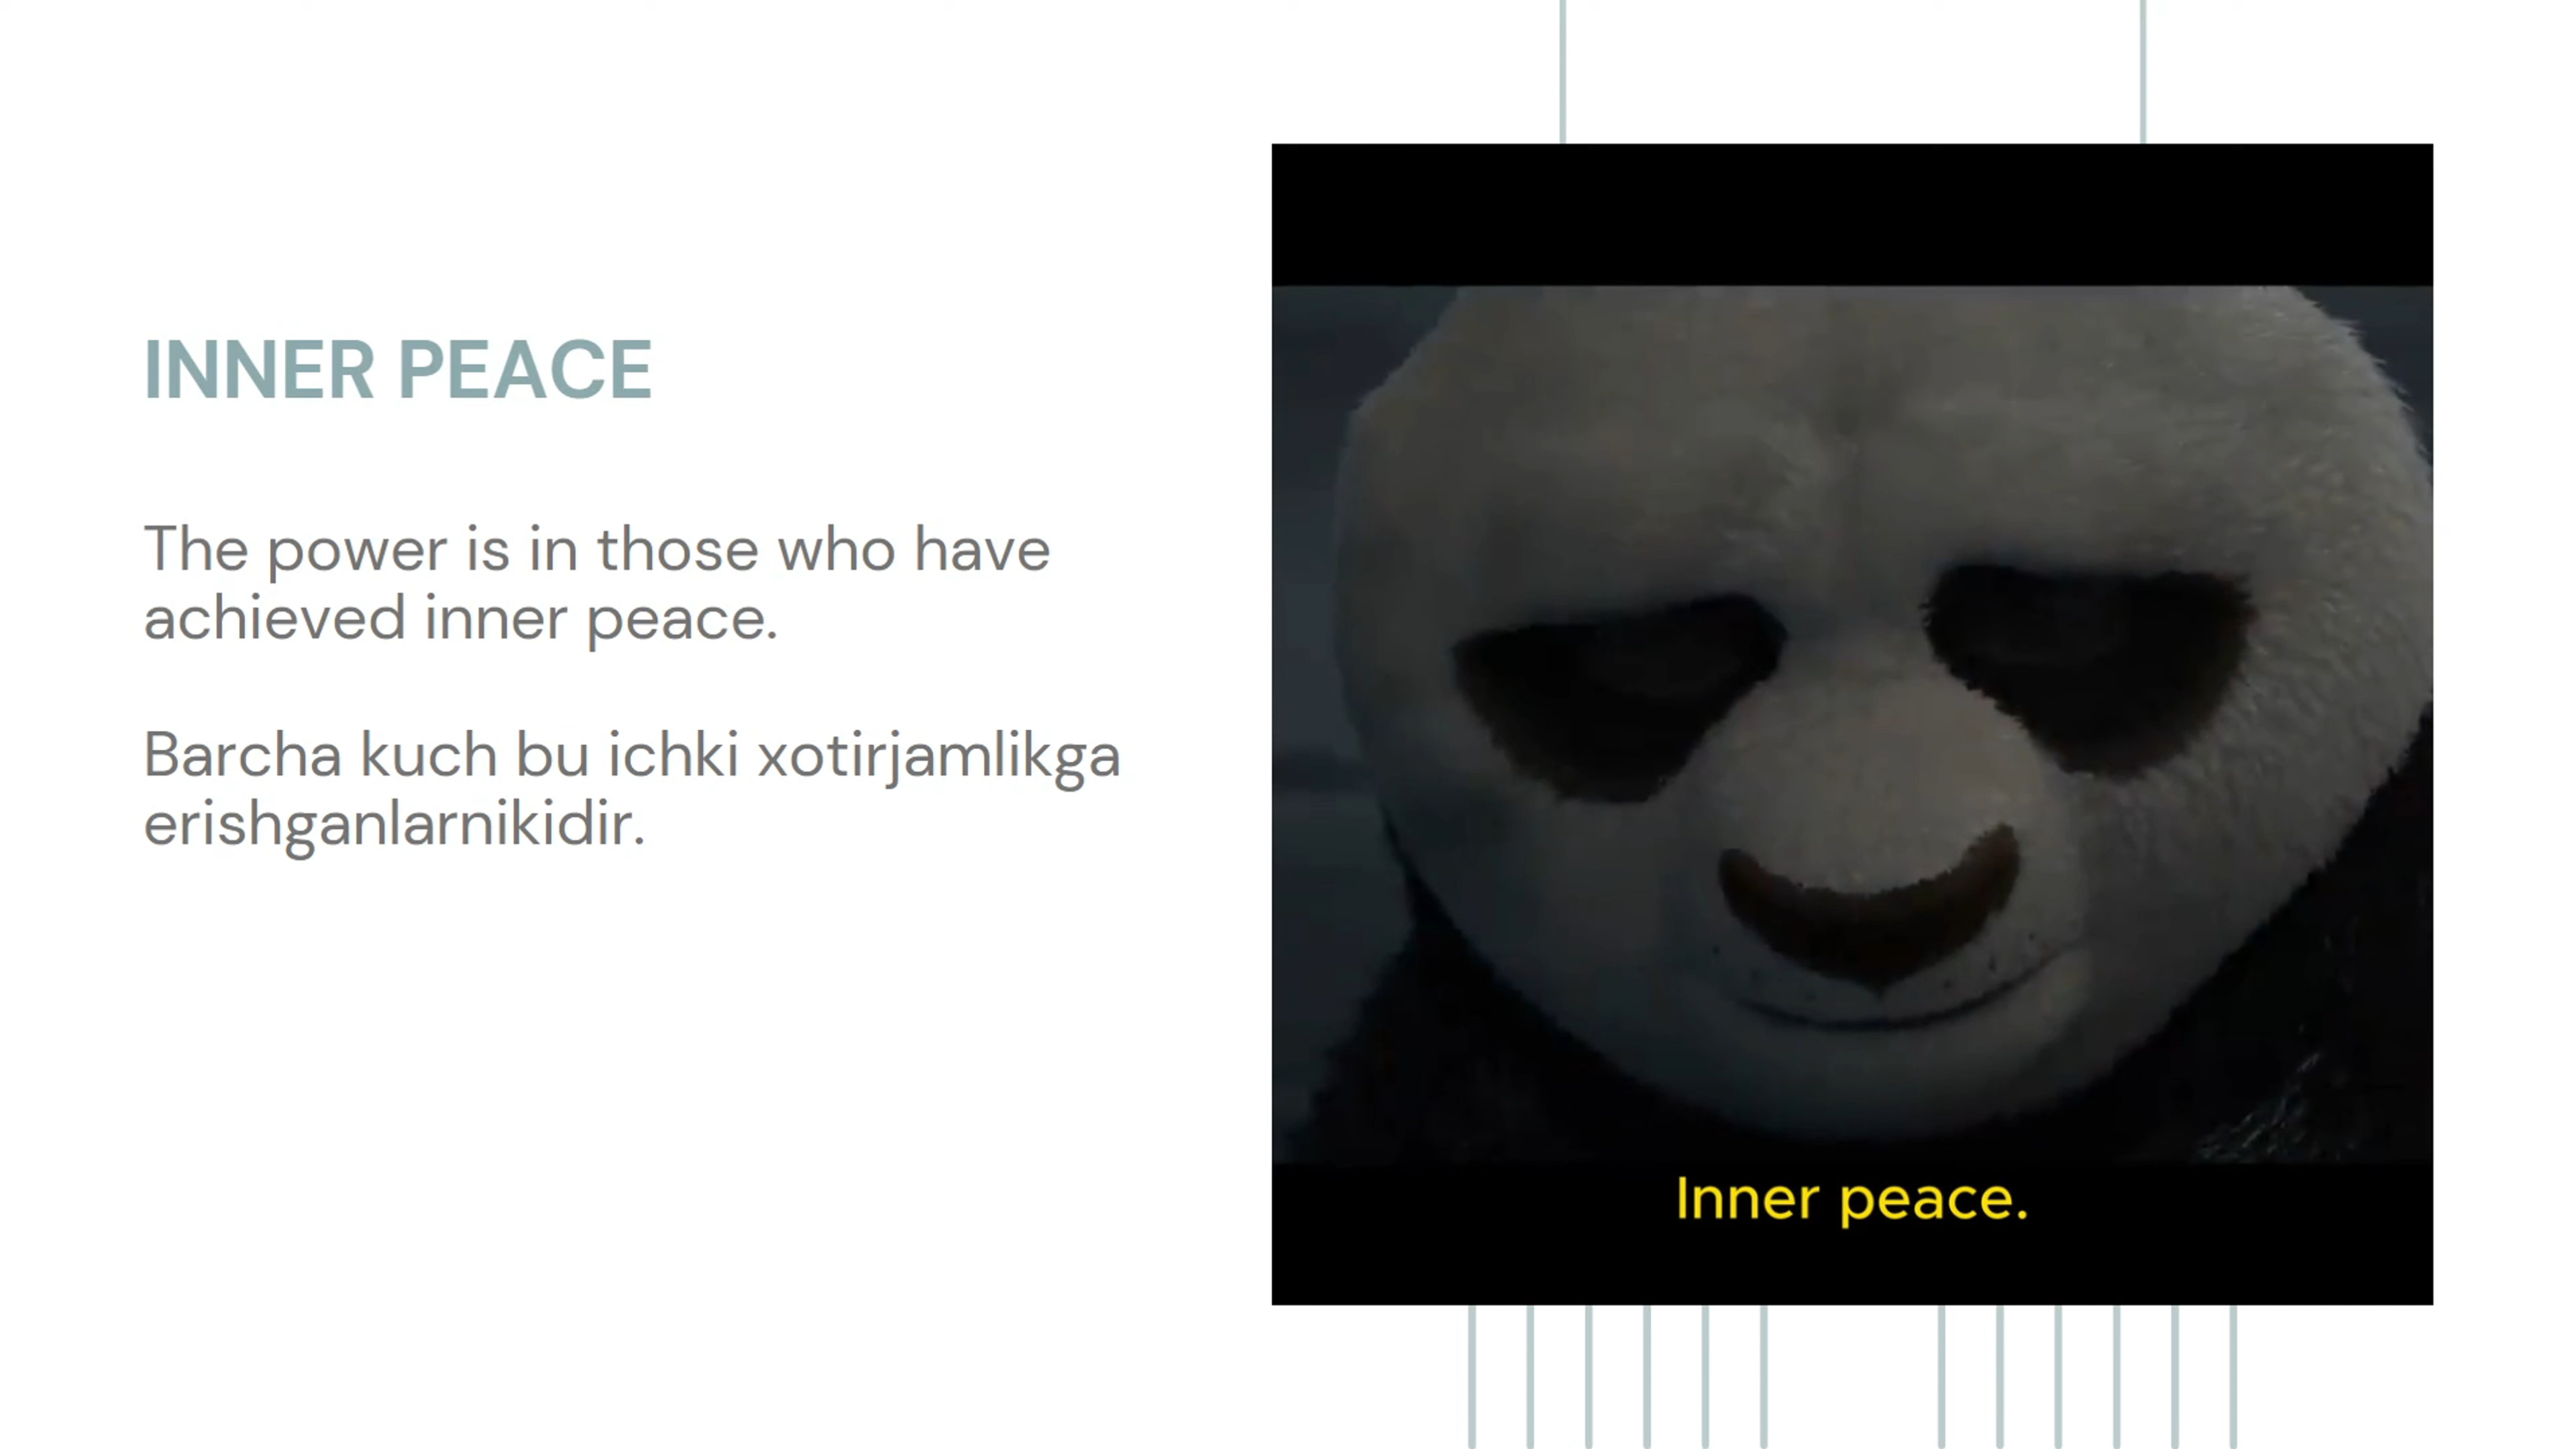 INNER PEACE
The power is in those who have
achieved inner peace.
Barcha kuch bu ichki xotirjamlikga
erishganlarnikidir.
Inner peace.